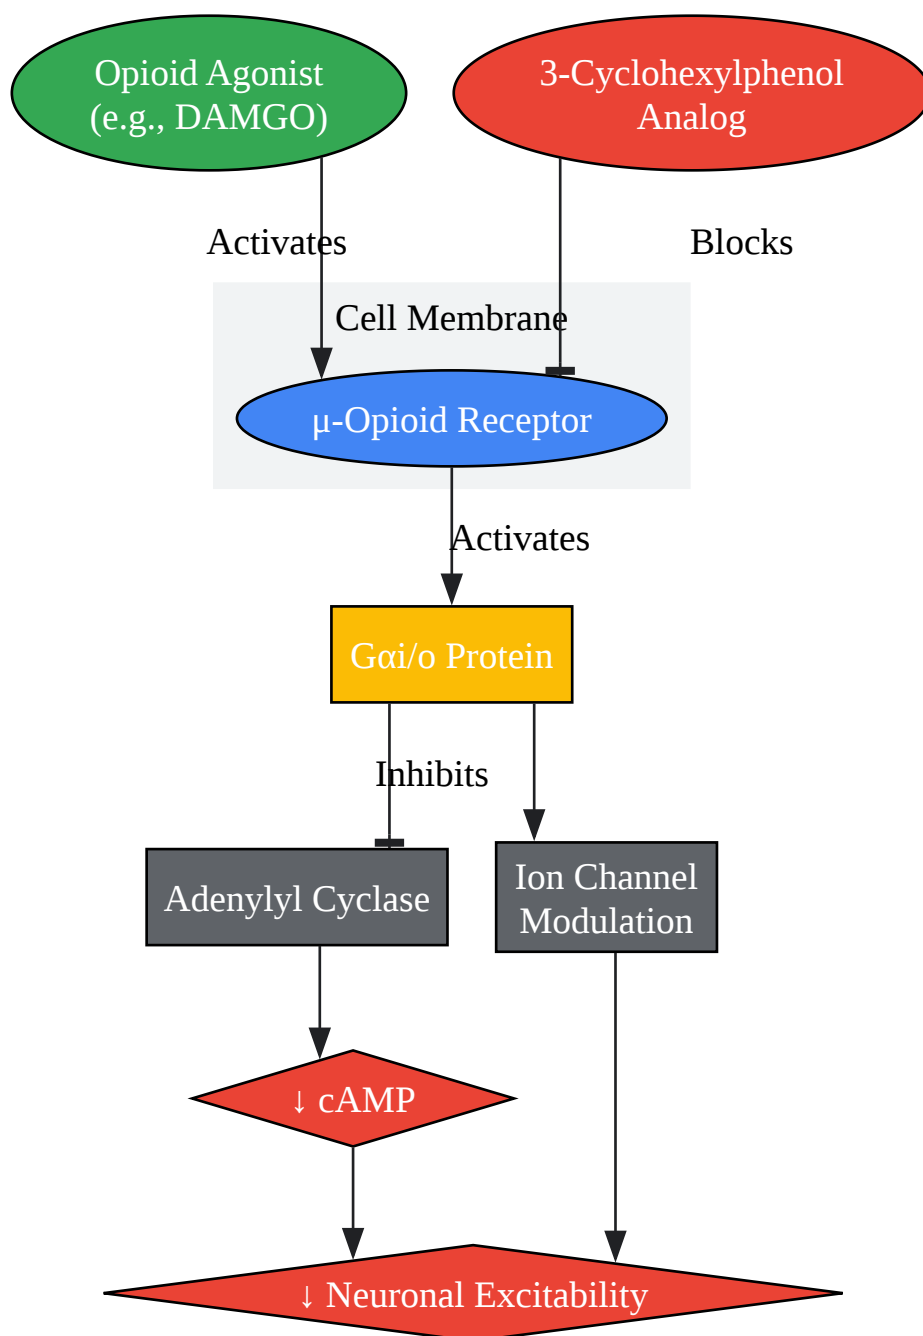 Opioid Agonist
(e.g., DAMGO)
3-Cyclohexylphenol
Analog
Activates
Blocks
Cell Membrane
μ-Opioid Receptor
Activates
Gαi/o Protein
Inhibits
Adenylyl Cyclase
Ion Channel
Modulation
↓ cAMP
↓ Neuronal Excitability